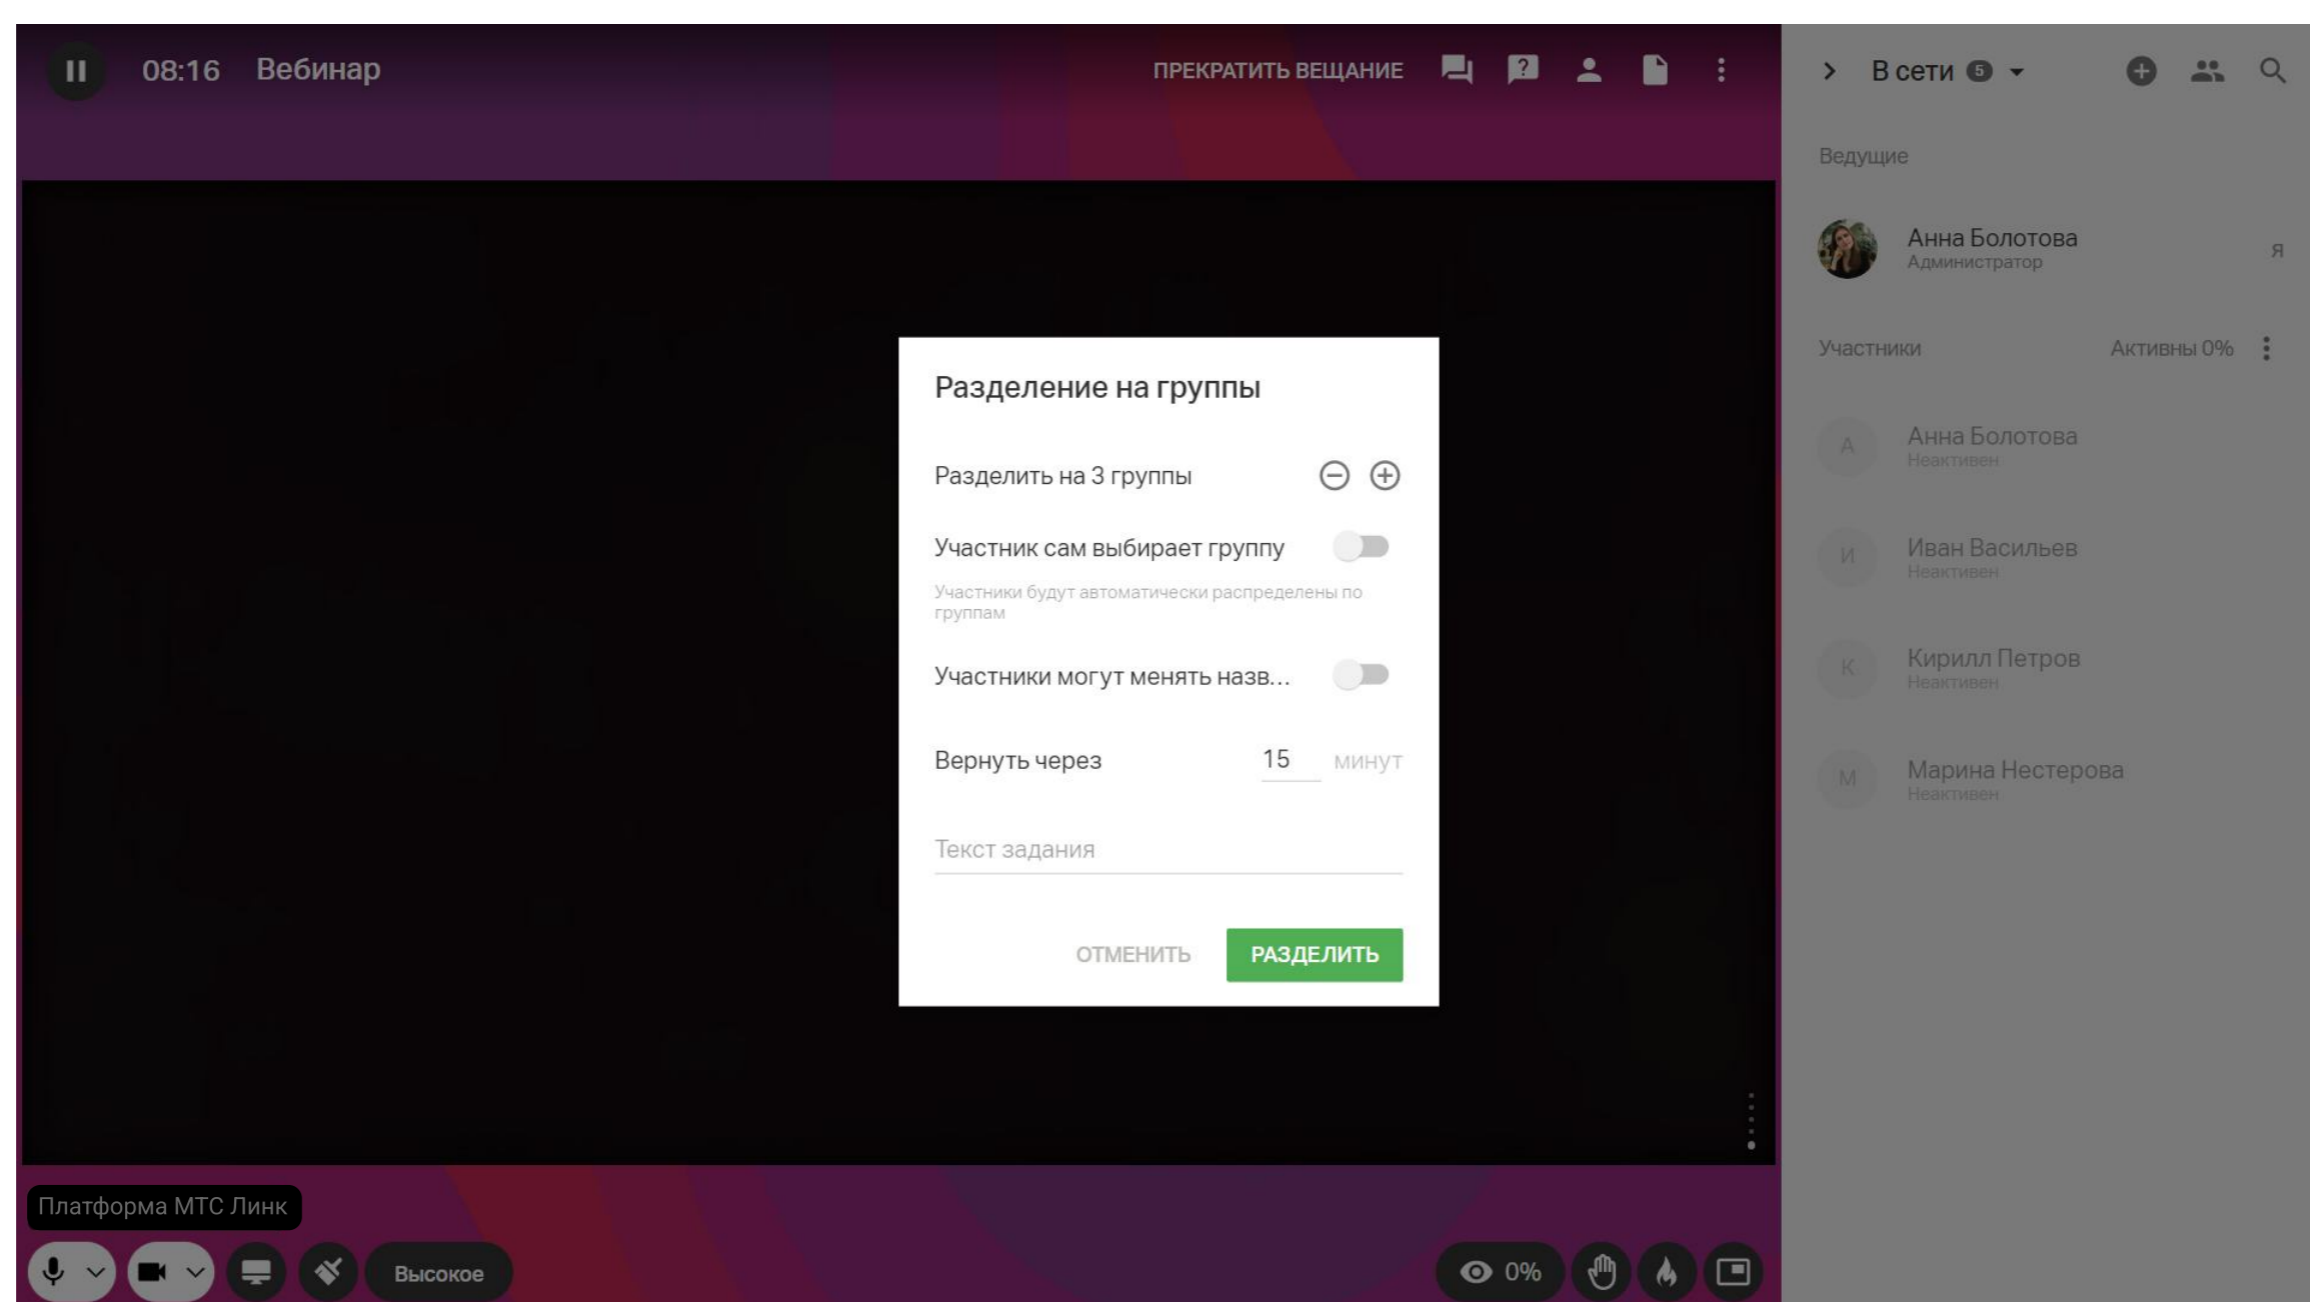 08:16 Вебинар
ПРЕКРАТИТЬ ВЕЩАНИЕ
В сети 5
Ведущие
Анна Болотова
Администратор
я
Участники
Активны 0%
А
Анна Болотова
Неактивен
И
Иван Васильев
Неактивен
К
Кирилл Петров
Неактивен
М
Марина Нестерова
Неактивен
Разделение на группы
Разделить на 3 группы
Участник сам выбирает группу
Участники будут автоматически распределены по
группам
Участники могут менять назв...
Вернуть через 15 минут
Текст задания
ОТМЕНИТЬ РАЗДЕЛИТЬ
Платформа МТС Линк
Высокое
0%